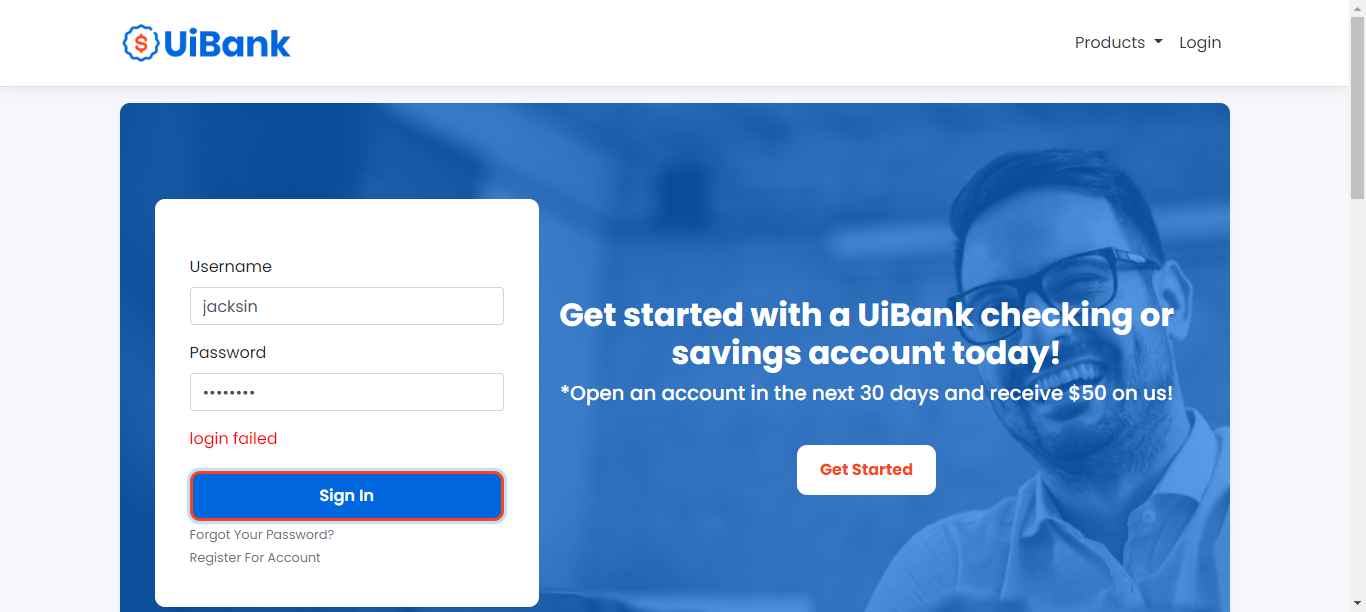 UiBank
Products
Login
Username
jacksin
Password
••••••••
login failed
Sign In
Forgot Your Password?
Register For Account
Get started with a UiBank checking or
savings account today!
*Open an account in the next 30 days and receive $50 on us!
Get Started